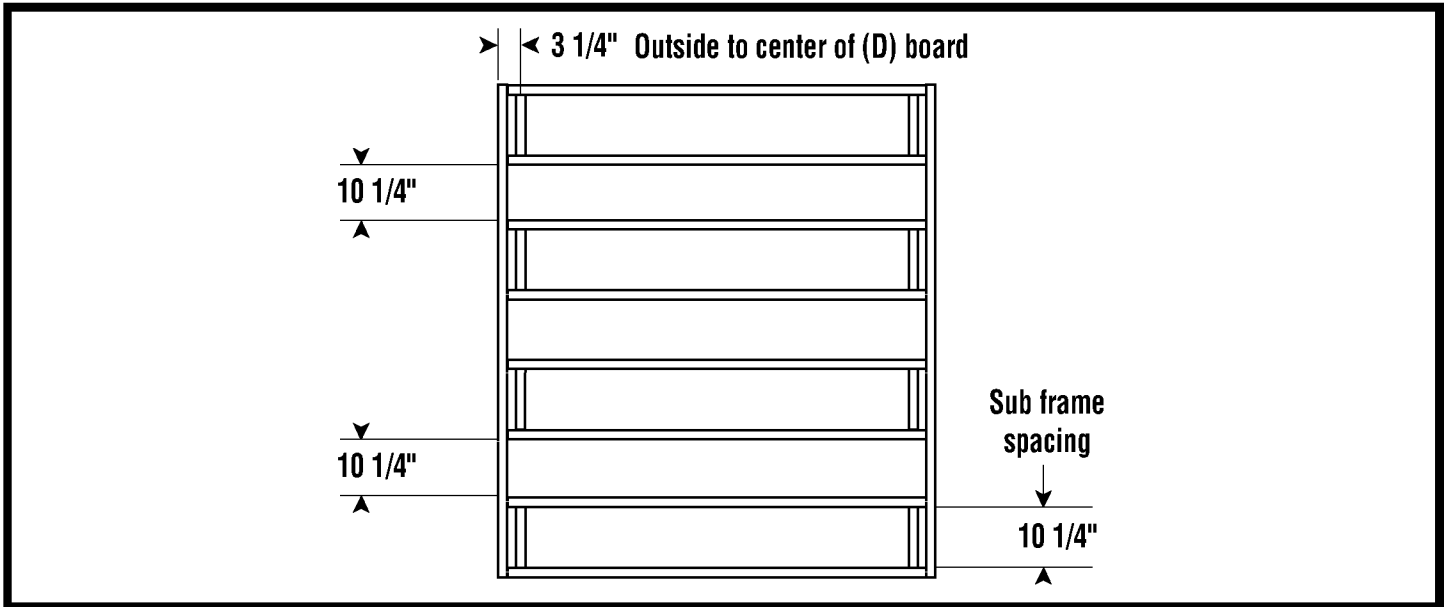 3 1/4" Outside to center of (D) board
10 1/4"
10 1/4"
Sub frame
spacing
10 1/4"